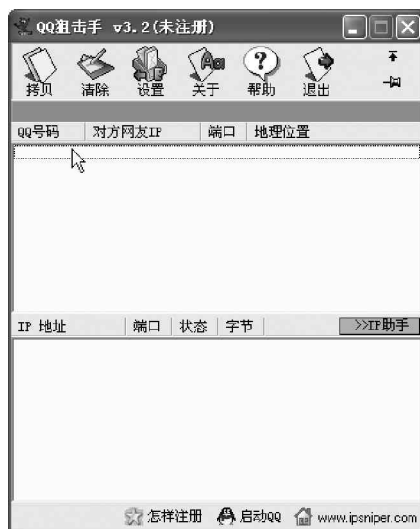 QQ狙击手 v3.2(未注册)
拷贝 清除 设置 关于 帮助 退出
QQ号码 对方网友IP 端口 地理位置
IP 地址 端口 状态 字节 >>IP助手
怎样注册 启动QQ www.ipsniper.com